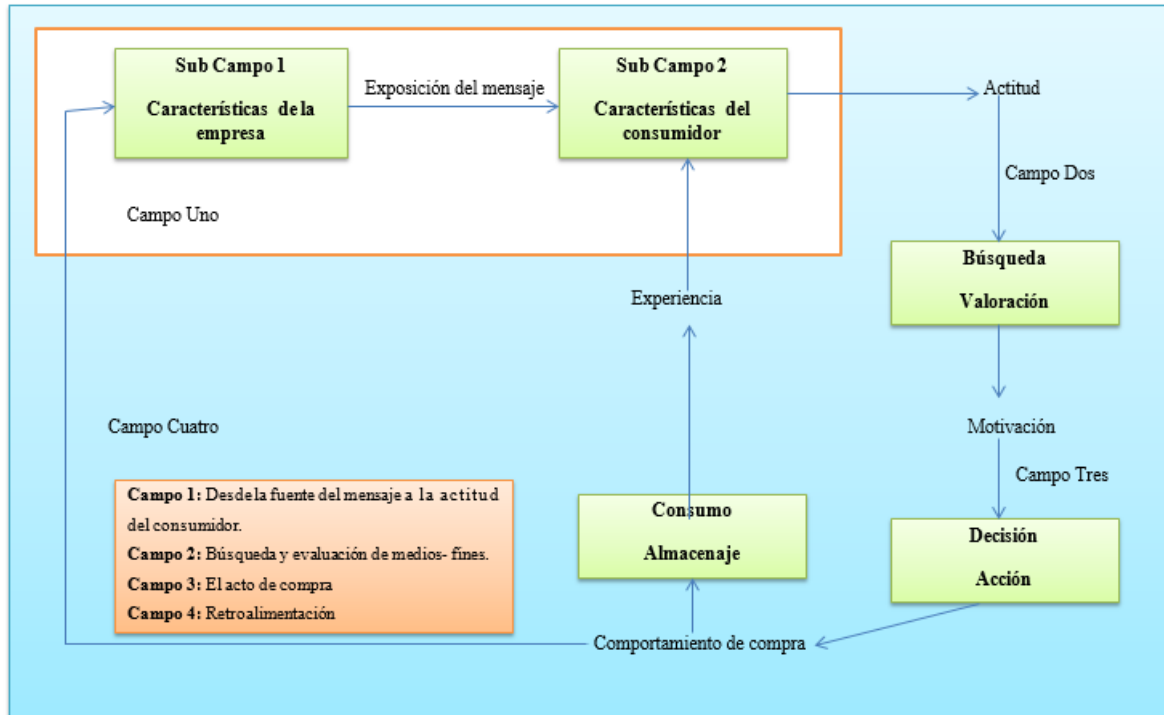 Sub Campo 1
Características de la
empresa
Exposición del mensaje
Sub Campo 2
Características del
consumidor
Actitud
Campo Dos
Campo Uno
Búsqueda
Valoración
Experiencia
Motivación
Campo Cuatro
Campo Tres
Campo 1: Desde la fuente del mensaje a la actitud
del consumidor.
Campo 2: Búsqueda y evaluación de medios- fines.
Campo 3: El acto de compra
Campo 4: Retroalimentación
Consumo
Almacenaje
Decisión
Acción
Comportamiento de compra